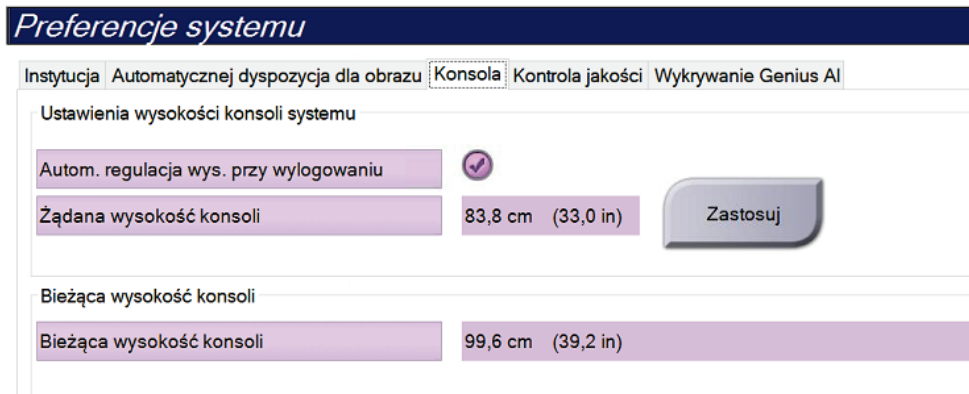 Preferencje systemu
Instytucja Automatycznej dyspozycja dla obrazu Konsola Kontrola jakości Wykrywanie Genius AI
Ustawienia wysokości konsoli systemu
Autom. regulacja wys. przy wylogowaniu
Żądana wysokość konsoli 83,8 cm (33,0 in) Zastosuj
Bieżąca wysokość konsoli
Bieżąca wysokość konsoli 99,6 cm (39,2 in)